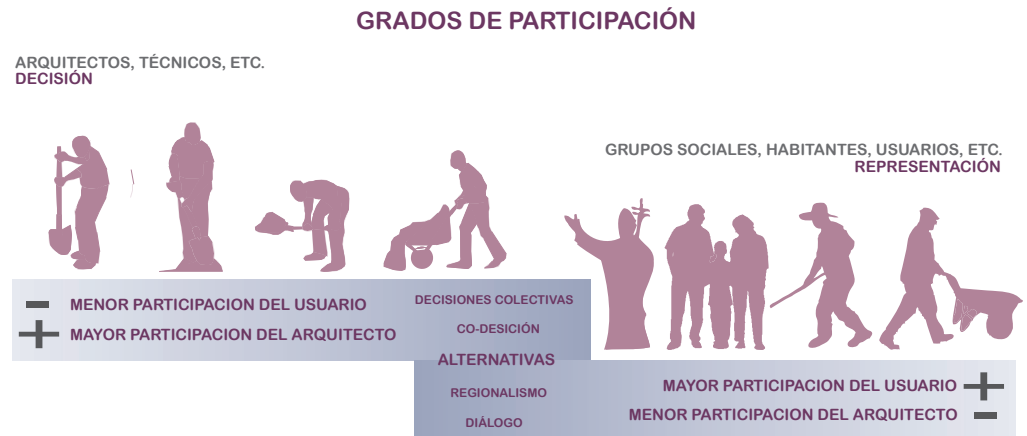 GRADOS DE PARTICIPACIÓN
ARQUITECTOS, TÉCNICOS, ETC.
DECISIÓN
GRUPOS SOCIALES, HABITANTES, USUARIOS, ETC.
REPRESENTACIÓN
MENOR PARTICIPACION DEL USUARIO
MAYOR PARTICIPACION DEL ARQUITECTO
DECISIONES COLECTIVAS
CO-DESICIÓN
ALTERNATIVAS
REGIONALISMO
DIÁLOGO
MAYOR PARTICIPACION DEL USUARIO
MENOR PARTICIPACION DEL ARQUITECTO